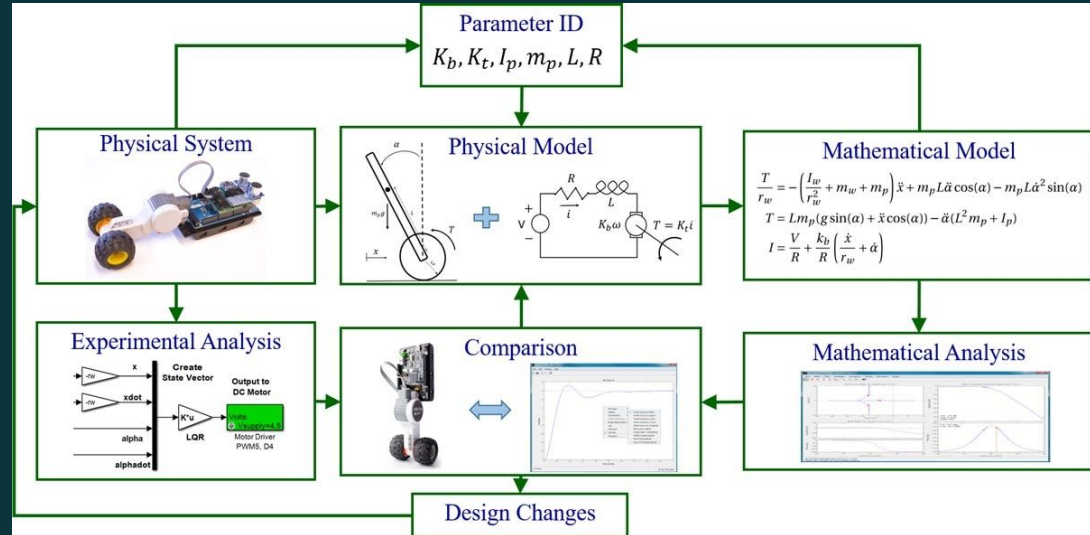 Parameter ID
K_b, K_t, I_p, m_p, L, R
Physical System
Physical Model
α
m_p g
x
T
R
i
L
+
V
−
K_b ω
T = K_t i
Mathematical Model
T/r_w = −(I_w/r_w² + m_w + m_p) ẍ + m_p L α̈ cos(α) − m_p L α̇² sin(α)
T = L m_p (g sin(α) + ẍ cos(α)) − α̈(L² m_p + I_p)
I = V/R + k_b/R (ẋ/r_w + α̇)
Experimental Analysis
-rw
x
Create
State Vector
-rw
xdot
alpha
alphadot
K*u
LQR
Output to
DC Motor
Volts
Vsupply=4.5
Motor Driver
PWM5, D4
Comparison
Mathematical Analysis
Design Changes